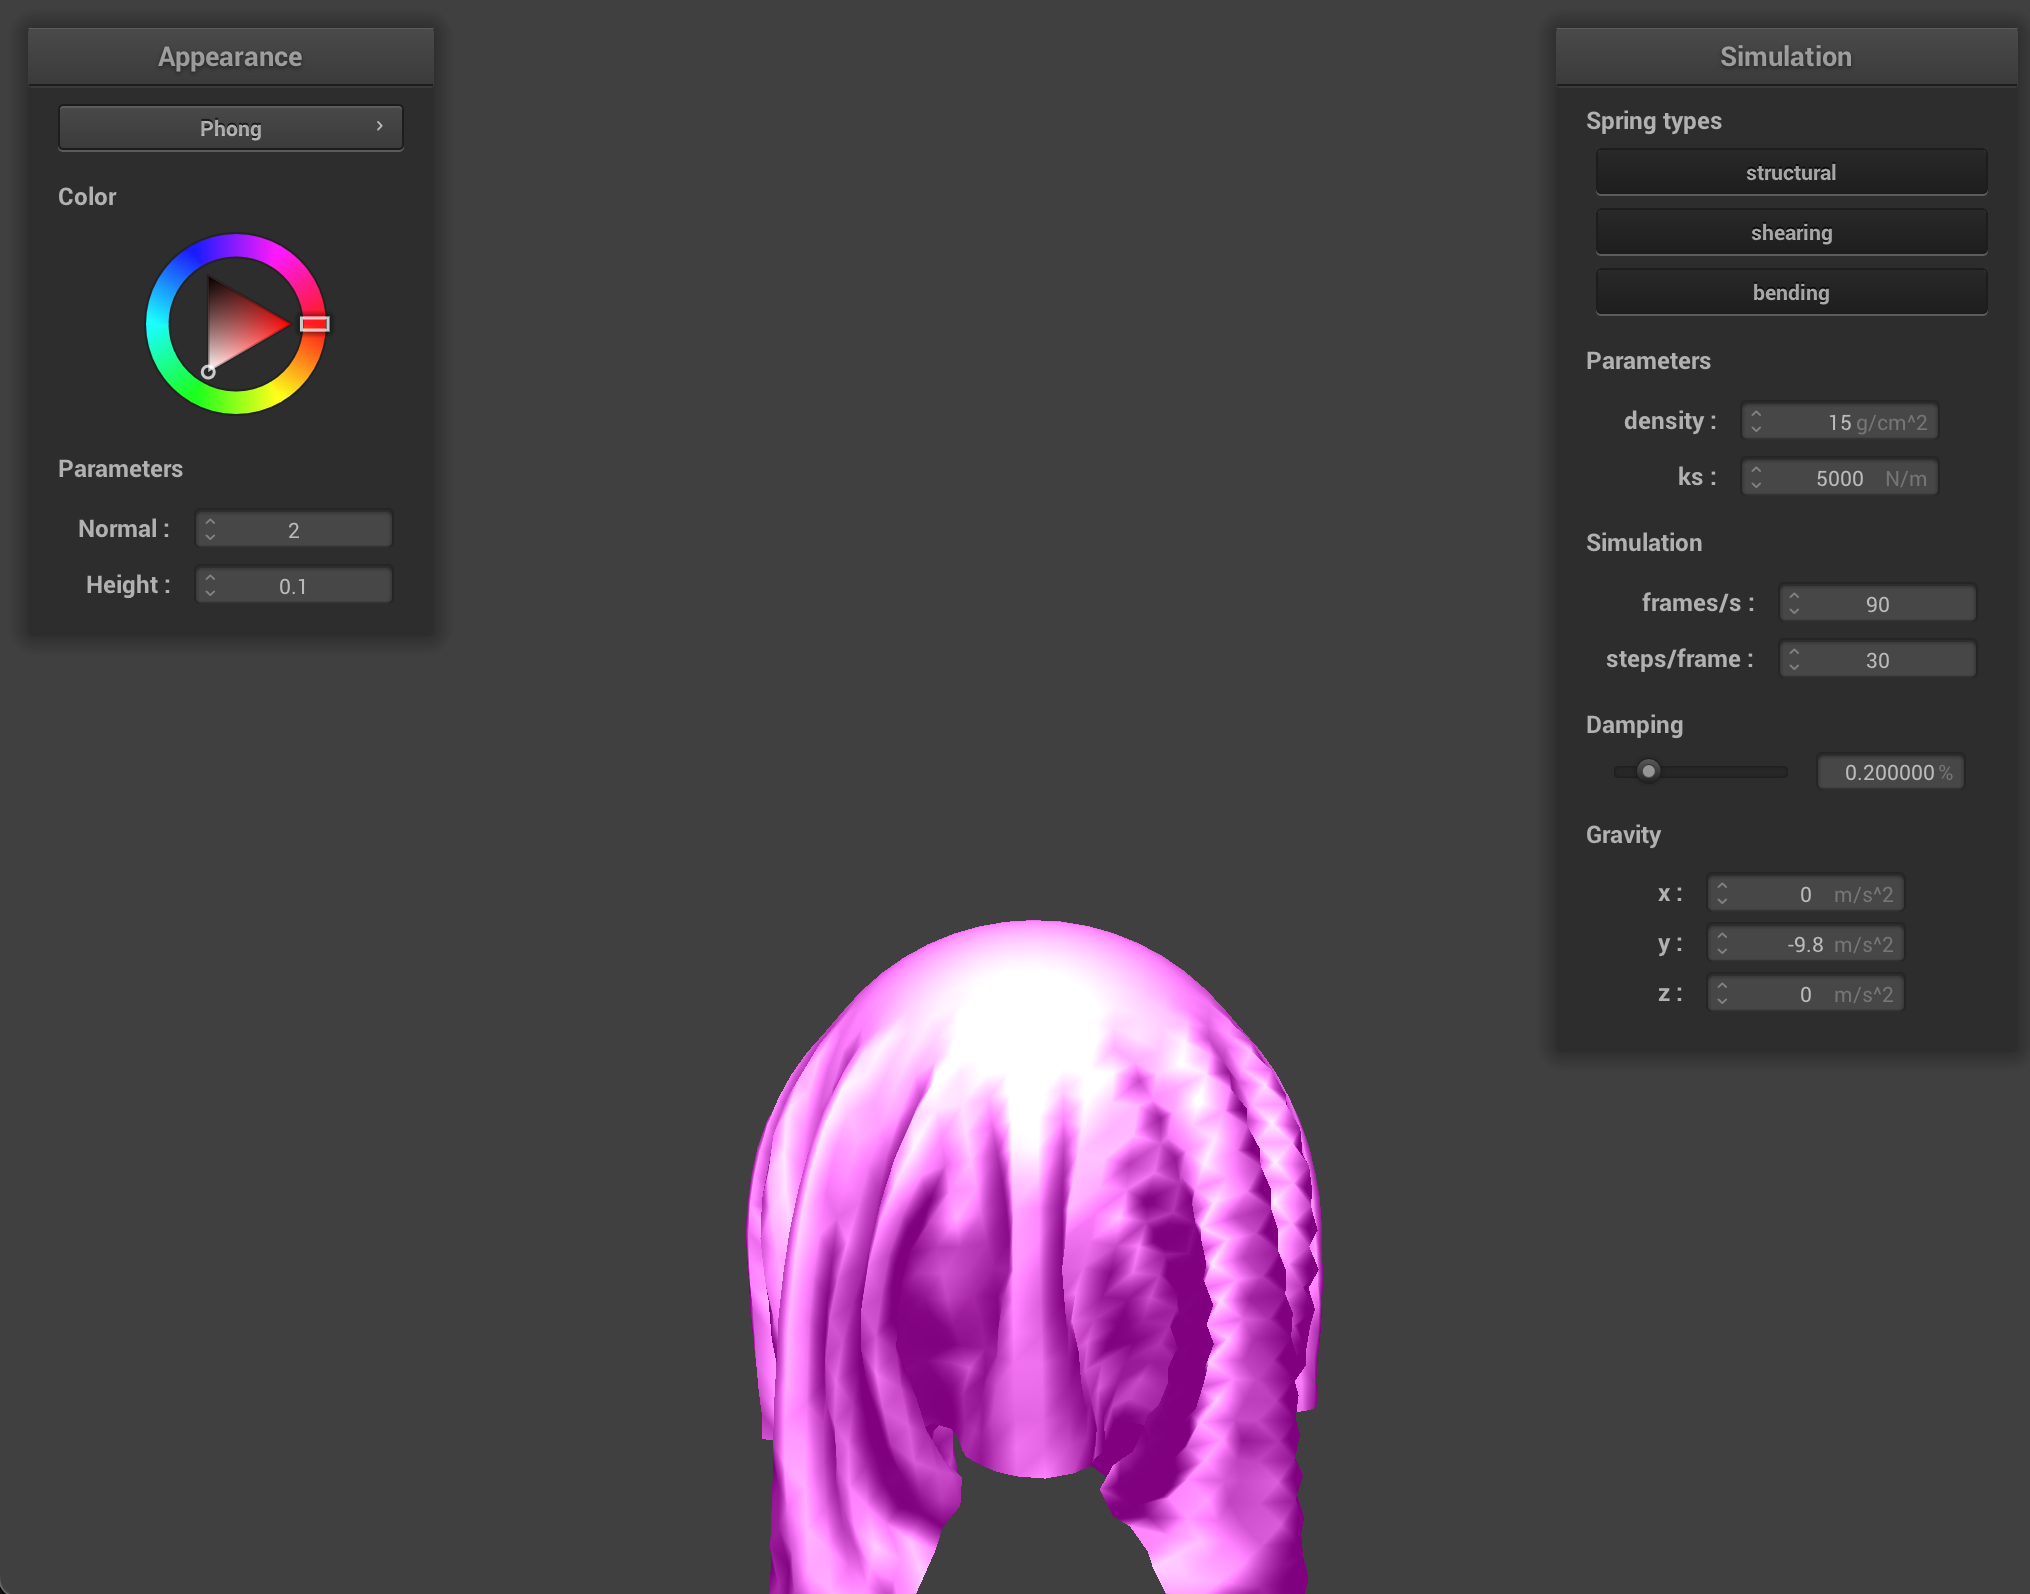 Appearance
Phong
Color
Parameters
Normal : 2
Height : 0.1
Simulation
Spring types
structural
shearing
bending
Parameters
density : 15 g/cm^2
ks : 5000 N/m
Simulation
frames/s : 90
steps/frame : 30
Damping
0.200000 %
Gravity
x : 0 m/s^2
y : -9.8 m/s^2
z : 0 m/s^2